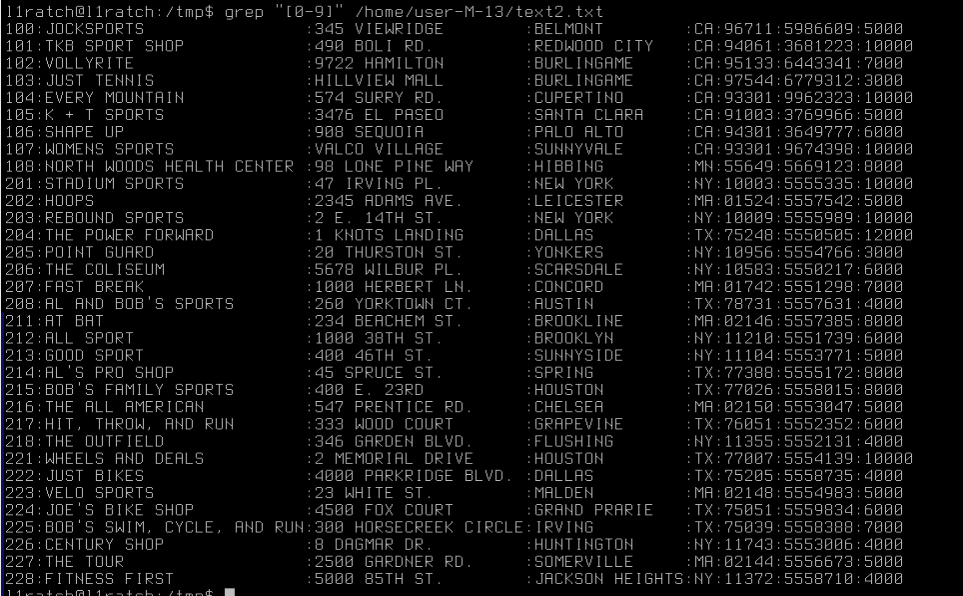 l1ratch@l1ratch:/tmp$ grep "[0-9]" /home/user-M-13/text2.txt
100:JOCKSPORTS                :345 VIEWRIDGE        :BELMONT        :CA:96711:5986609:5000
101:TKB SPORT SHOP            :490 BOLI RD.         :REDWOOD CITY   :CA:94061:3681223:10000
102:VOLLYRITE                 :9722 HAMILTON        :BURLINGAME     :CA:95133:6443341:7000
103:JUST TENNIS               :HILLVIEW MALL        :BURLINGAME     :CA:97544:6779312:3000
104:EVERY MOUNTAIN            :574 SURRY RD.        :CUPERTINO      :CA:93301:9962323:10000
105:K + T SPORTS              :3476 EL PASEO        :SANTA CLARA    :CA:91003:3769966:5000
106:SHAPE UP                  :908 SEQUOIA          :PALO ALTO      :CA:94301:3649777:6000
107:WOMENS SPORTS             :VALCO VILLAGE        :SUNNYVALE      :CA:93301:9674398:10000
108:NORTH WOODS HEALTH CENTER :98 LONE PINE WAY     :HIBBING        :MN:55649:5669123:8000
201:STADIUM SPORTS            :47 IRVING PL.        :NEW YORK       :NY:10003:5555335:10000
202:HOOPS                     :2345 ADAMS AVE.      :LEICESTER      :MA:01524:5557542:5000
203:REBOUND SPORTS            :2 E. 14TH ST.        :NEW YORK       :NY:10009:5555989:10000
204:THE POWER FORWARD         :1 KNOTS LANDING      :DALLAS         :TX:75248:5550505:12000
205:POINT GUARD               :20 THURSTON ST.      :YONKERS        :NY:10956:5554766:3000
206:THE COLISEUM              :5678 WILBUR PL.      :SCARSDALE      :NY:10583:5550217:6000
207:FAST BREAK                :1000 HERBERT LN.     :CONCORD        :MA:01742:5551298:7000
208:AL AND BOB'S SPORTS       :260 YORKTOWN CT.     :AUSTIN         :TX:78731:5557631:4000
211:AT BAT                    :234 BEACHEM ST.      :BROOKLINE      :MA:02146:5557385:8000
212:ALL SPORT                 :1000 38TH ST.        :BROOKLYN       :NY:11210:5551739:6000
213:GOOD SPORT                :400 46TH ST.         :SUNNYSIDE      :NY:11104:5553771:5000
214:AL'S PRO SHOP             :45 SPRUCE ST.        :SPRING         :TX:77388:5555172:8000
215:BOB'S FAMILY SPORTS       :400 E. 23RD          :HOUSTON        :TX:77026:5558015:8000
216:THE ALL AMERICAN          :547 PRENTICE RD.     :CHELSEA        :MA:02150:5553047:5000
217:HIT, THROW, AND RUN       :333 WOOD COURT       :GRAPEVINE      :TX:76051:5552352:6000
218:THE OUTFIELD              :346 GARDEN BLVD.     :FLUSHING       :NY:11355:5552131:4000
221:WHEELS AND DEALS          :2 MEMORIAL DRIVE     :HOUSTON        :TX:77007:5554139:10000
222:JUST BIKES                :4000 PARKRIDGE BLVD. :DALLAS         :TX:75205:5558735:4000
223:VELO SPORTS               :23 WHITE ST.         :MALDEN         :MA:02148:5554983:5000
224:JOE'S BIKE SHOP           :4500 FOX COURT       :GRAND PRARIE   :TX:75051:5559834:6000
225:BOB'S SWIM, CYCLE, AND RUN:300 HORSECREEK CIRCLE:IRVING         :TX:75039:5558388:7000
226:CENTURY SHOP              :8 DAGMAR DR.         :HUNTINGTON     :NY:11743:5553006:4000
227:THE TOUR                  :2500 GARDNER RD.     :SOMERVILLE     :MA:02144:5556673:5000
228:FITNESS FIRST             :5000 85TH ST.        :JACKSON HEIGHTS:NY:11372:5558710:4000
l1ratch@l1ratch:/tmp$